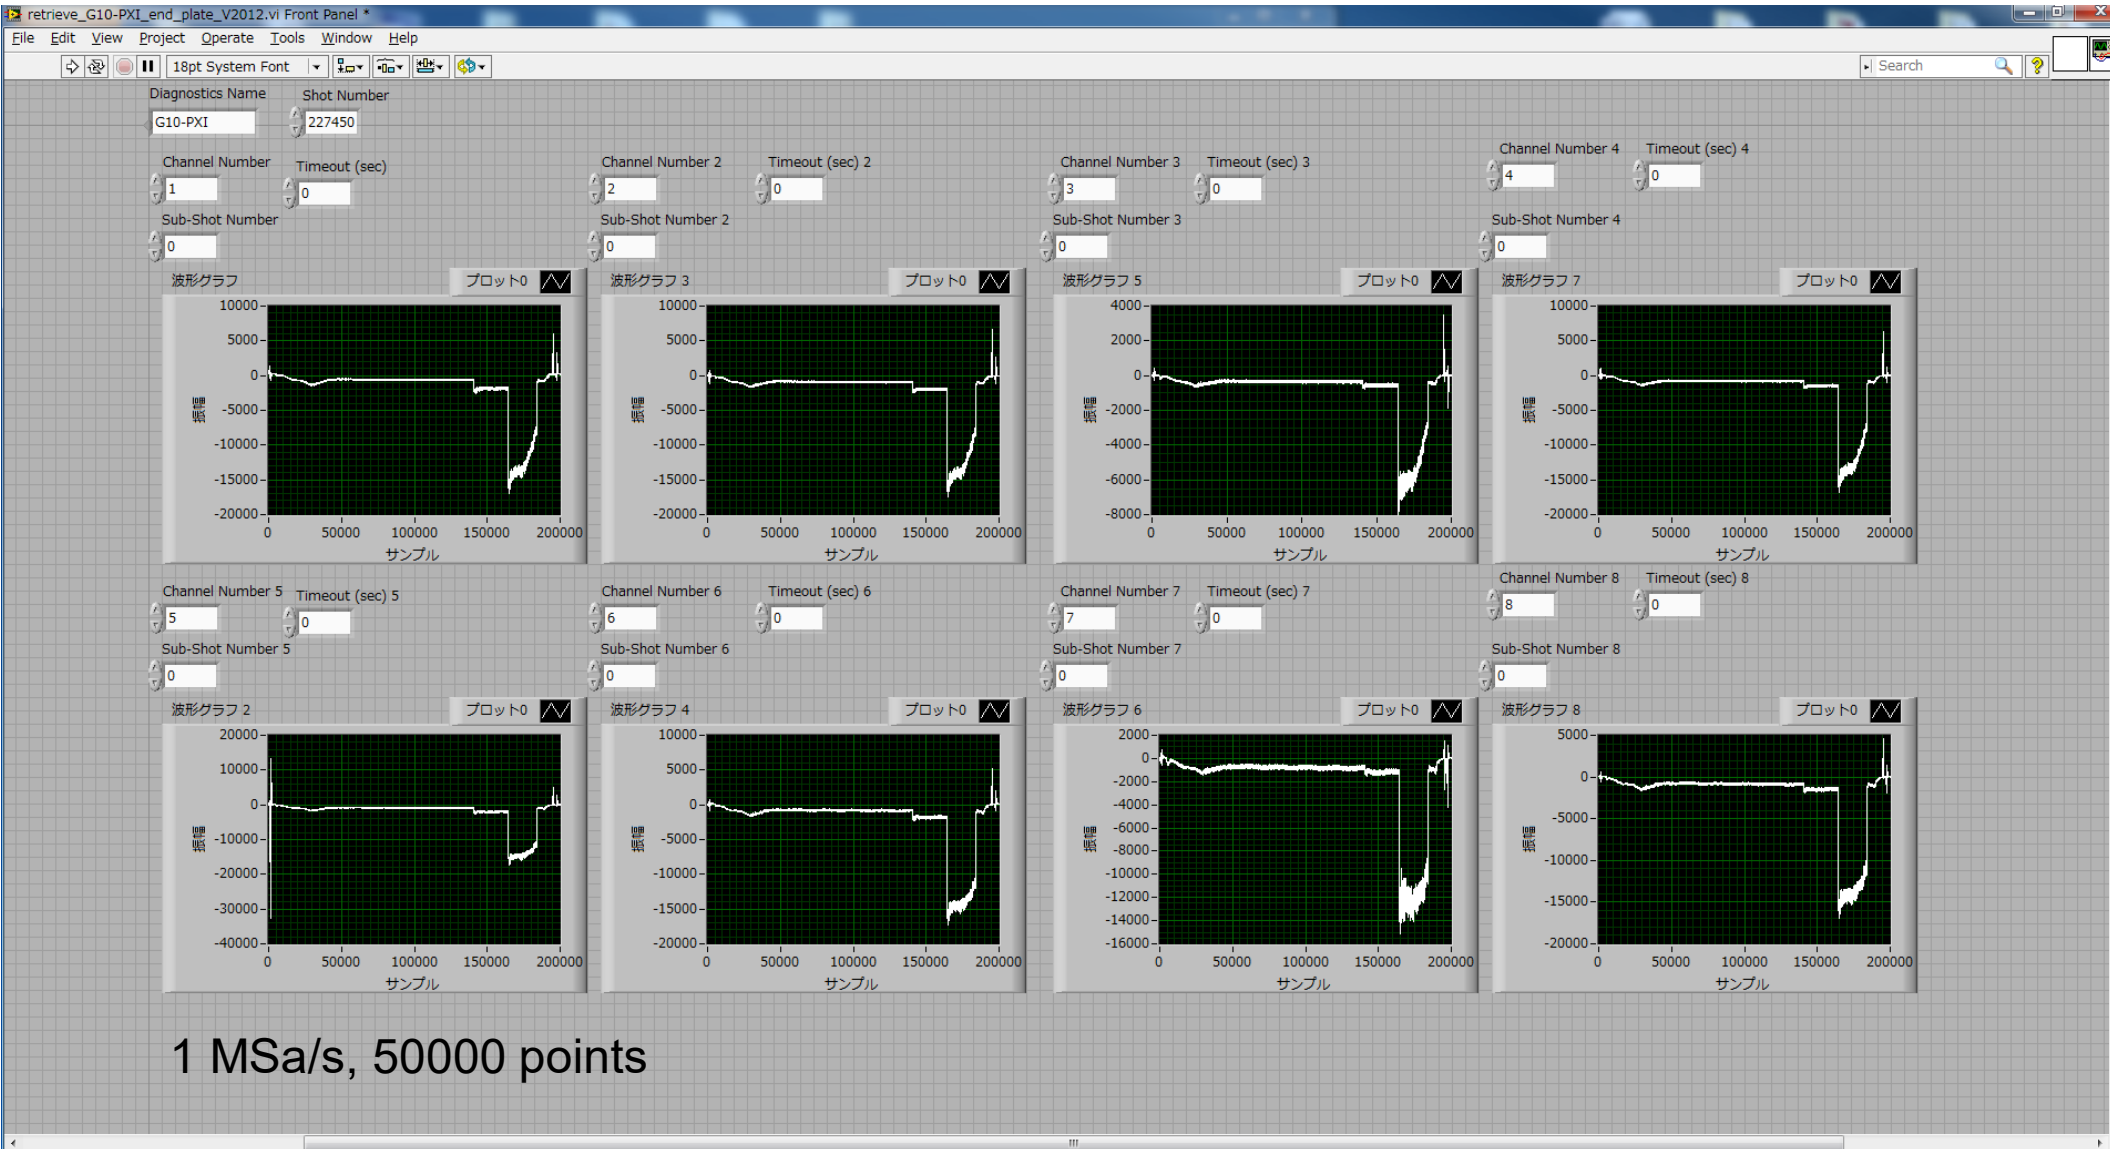 retrieve_G10-PXI_end_plate_V2012.vi Front Panel *
File Edit View Project Operate Tools Window Help
18pt System Font
Search
Diagnostics Name Shot Number
G10-PXI 227450
Channel Number Timeout (sec)
1 0
Sub-Shot Number
0
Channel Number 2 Timeout (sec) 2
2 0
Sub-Shot Number 2
0
Channel Number 3 Timeout (sec) 3
3 0
Sub-Shot Number 3
0
Channel Number 4 Timeout (sec) 4
4 0
Sub-Shot Number 4
0
波形グラフ プロット0
10000
5000
0
-5000
-10000
-15000
-20000
振幅
0 50000 100000 150000 200000
サンプル
波形グラフ 3 プロット0
10000
5000
0
-5000
-10000
-15000
-20000
振幅
0 50000 100000 150000 200000
サンプル
波形グラフ 5 プロット0
4000
2000
0
-2000
-4000
-6000
-8000
振幅
0 50000 100000 150000 200000
サンプル
波形グラフ 7 プロット0
10000
5000
0
-5000
-10000
-15000
-20000
振幅
0 50000 100000 150000 200000
サンプル
Channel Number 5 Timeout (sec) 5
5 0
Sub-Shot Number 5
0
Channel Number 6 Timeout (sec) 6
6 0
Sub-Shot Number 6
0
Channel Number 7 Timeout (sec) 7
7 0
Sub-Shot Number 7
0
Channel Number 8 Timeout (sec) 8
8 0
Sub-Shot Number 8
0
波形グラフ 2 プロット0
20000
10000
0
-10000
-20000
-30000
-40000
振幅
0 50000 100000 150000 200000
サンプル
波形グラフ 4 プロット0
10000
5000
0
-5000
-10000
-15000
-20000
振幅
0 50000 100000 150000 200000
サンプル
波形グラフ 6 プロット0
2000
0
-2000
-4000
-6000
-8000
-10000
-12000
-14000
-16000
振幅
0 50000 100000 150000 200000
サンプル
波形グラフ 8 プロット0
5000
0
-5000
-10000
-15000
-20000
振幅
0 50000 100000 150000 200000
サンプル
1 MSa/s, 50000 points